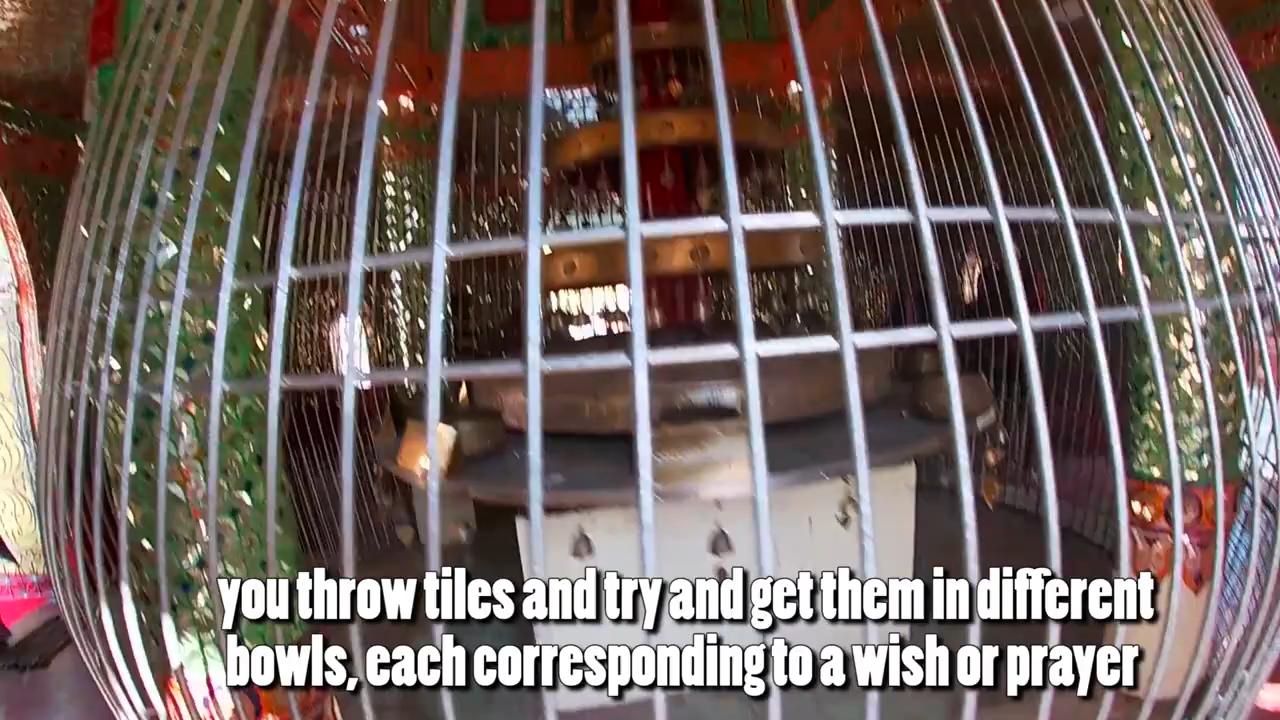 you throw tiles and try and get them in different
bowls, each corresponding to a wish or prayer